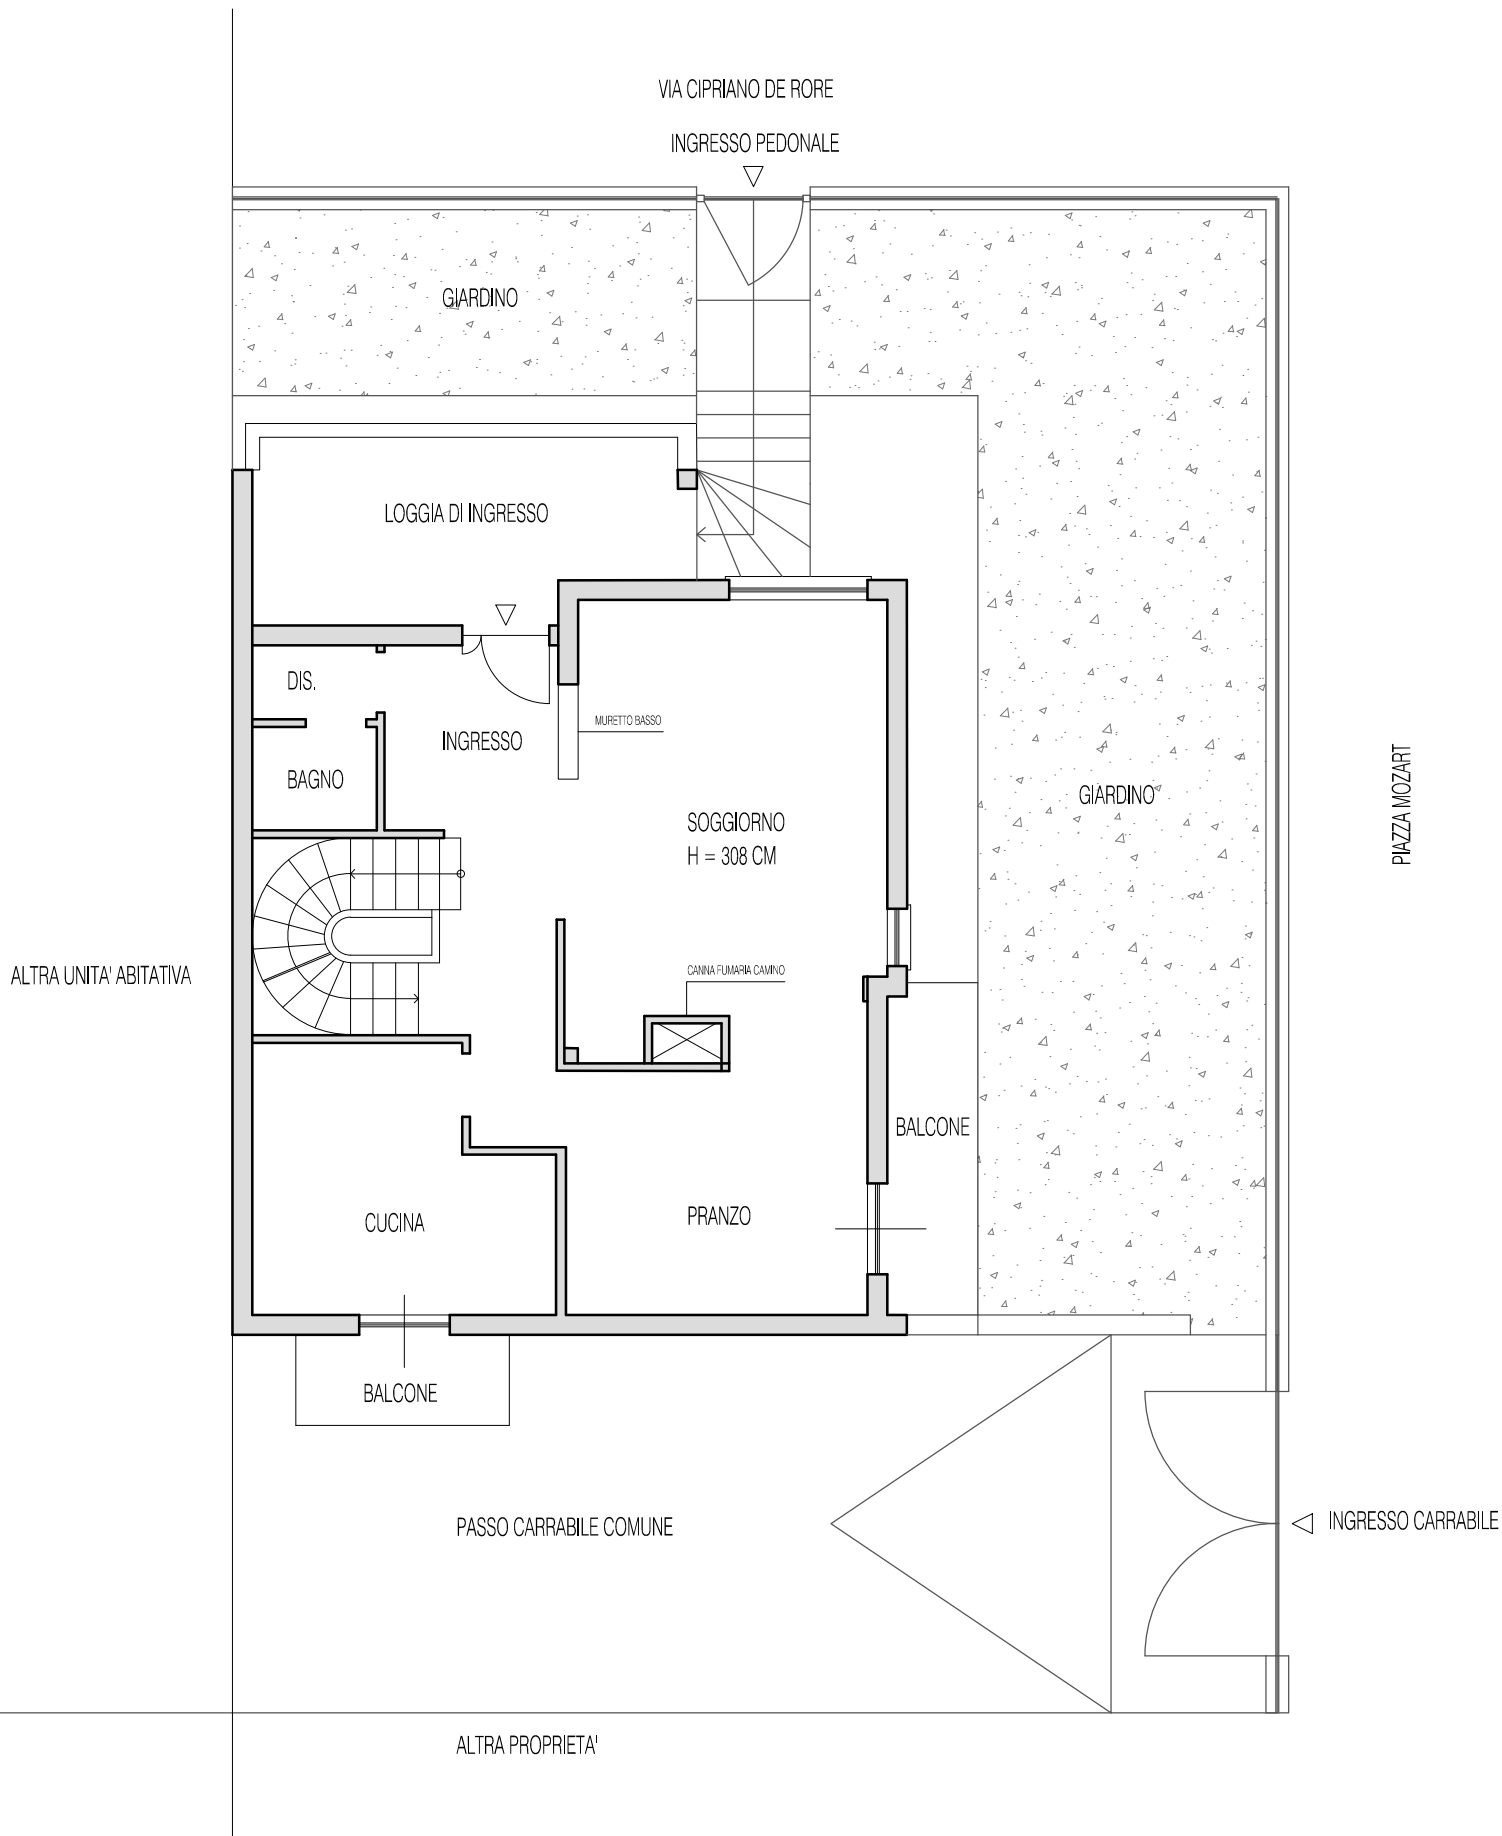 VIA CIPRIANO DE RORE
INGRESSO PEDONALE
GIARDINO
LOGGIA DI INGRESSO
DIS.
MURETTO BASSO
INGRESSO
BAGNO
GIARDINO
PIAZZA MOZART
SOGGIORNO
H = 308 CM
ALTRA UNITA' ABITATIVA
CANNA FUMARIA CAMINO
BALCONE
CUCINA
PRANZO
BALCONE
PASSO CARRABILE COMUNE
INGRESSO CARRABILE
ALTRA PROPRIETA'